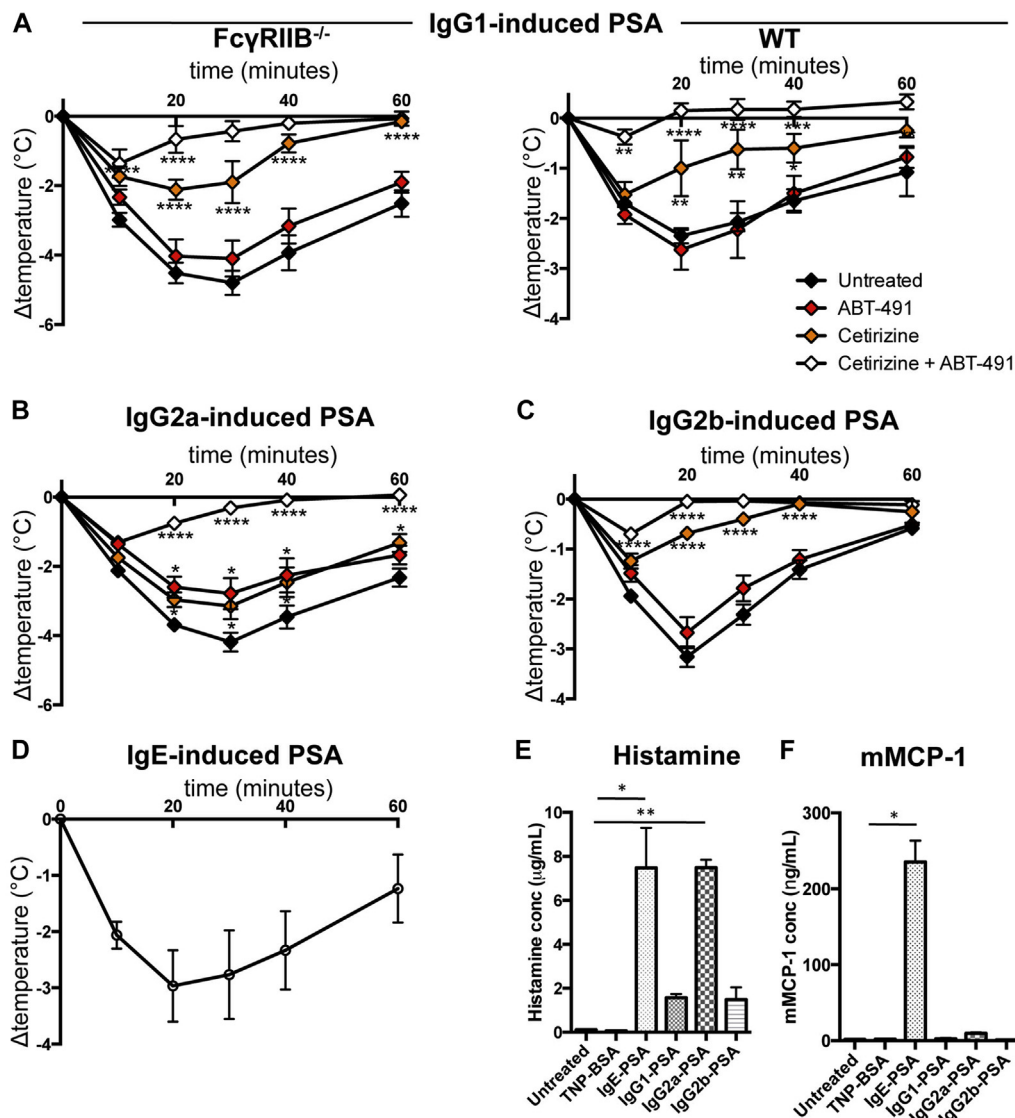 A
IgG1-induced PSA
FcγRIIB-/-
WT
time (minutes)
20 40 60
0
-2
-4
-6
Δtemperature (°C)
****
****
****
****
****
****
****
time (minutes)
20 40 60
0
-1
-2
-3
-4
Δtemperature (°C)
**
****
****
****
**
**
*
Untreated
ABT-491
Cetirizine
Cetirizine + ABT-491
B
IgG2a-induced PSA
time (minutes)
20 40 60
0
-2
-4
-6
Δtemperature (°C)
****
****
****
****
*
*
*
*
*
*
*
C
IgG2b-induced PSA
time (minutes)
20 40 60
0
-1
-2
-3
-4
Δtemperature (°C)
****
****
****
****
****
D
IgE-induced PSA
time (minutes)
0 20 40 60
0
-1
-2
-3
-4
Δtemperature (°C)
E
Histamine
*
**
10
8
6
4
2
0
Histamine conc (µg/mL)
Untreated
TNP-BSA
IgE-PSA
IgG1-PSA
IgG2a-PSA
IgG2b-PSA
F
mMCP-1
*
300
200
100
0
mMCP-1 conc (ng/mL)
Untreated
TNP-BSA
IgE-PSA
IgG1-PSA
IgG2a-PSA
IgG2b-PSA